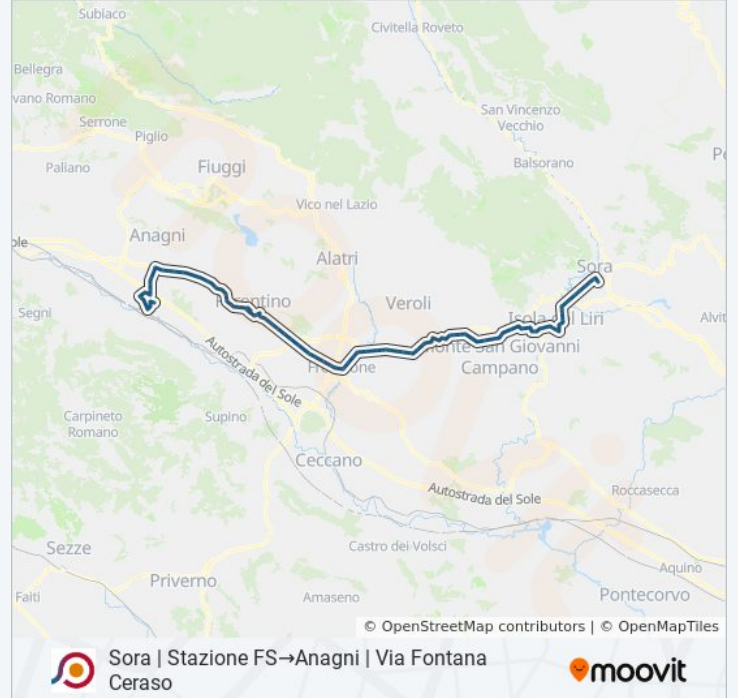 Subiaco
Civitella Roveto
Bellegra
vano Romano
San Vincenzo
Vecchio
Serrone
Piglio
Balsorano
Paliano
Fiuggi
Vico nel Lazio
Anagni
ole
Alatri
Sora
Veroli
Segni
Isola del Liri
Alvit
Monte San Giovanni
Campano
Autostrada del Sole
Carpineto
Romano
Supino
Ceccano
Autostrada del Sole
Roccasecca
Sezze
Castro dei Volsci
Aquino
Priverno
Faiti
Amaseno
Pontecorvo
© OpenStreetMap contributors | © OpenMapTiles
Sora | Stazione FS→Anagni | Via Fontana
Ceraso
moovit